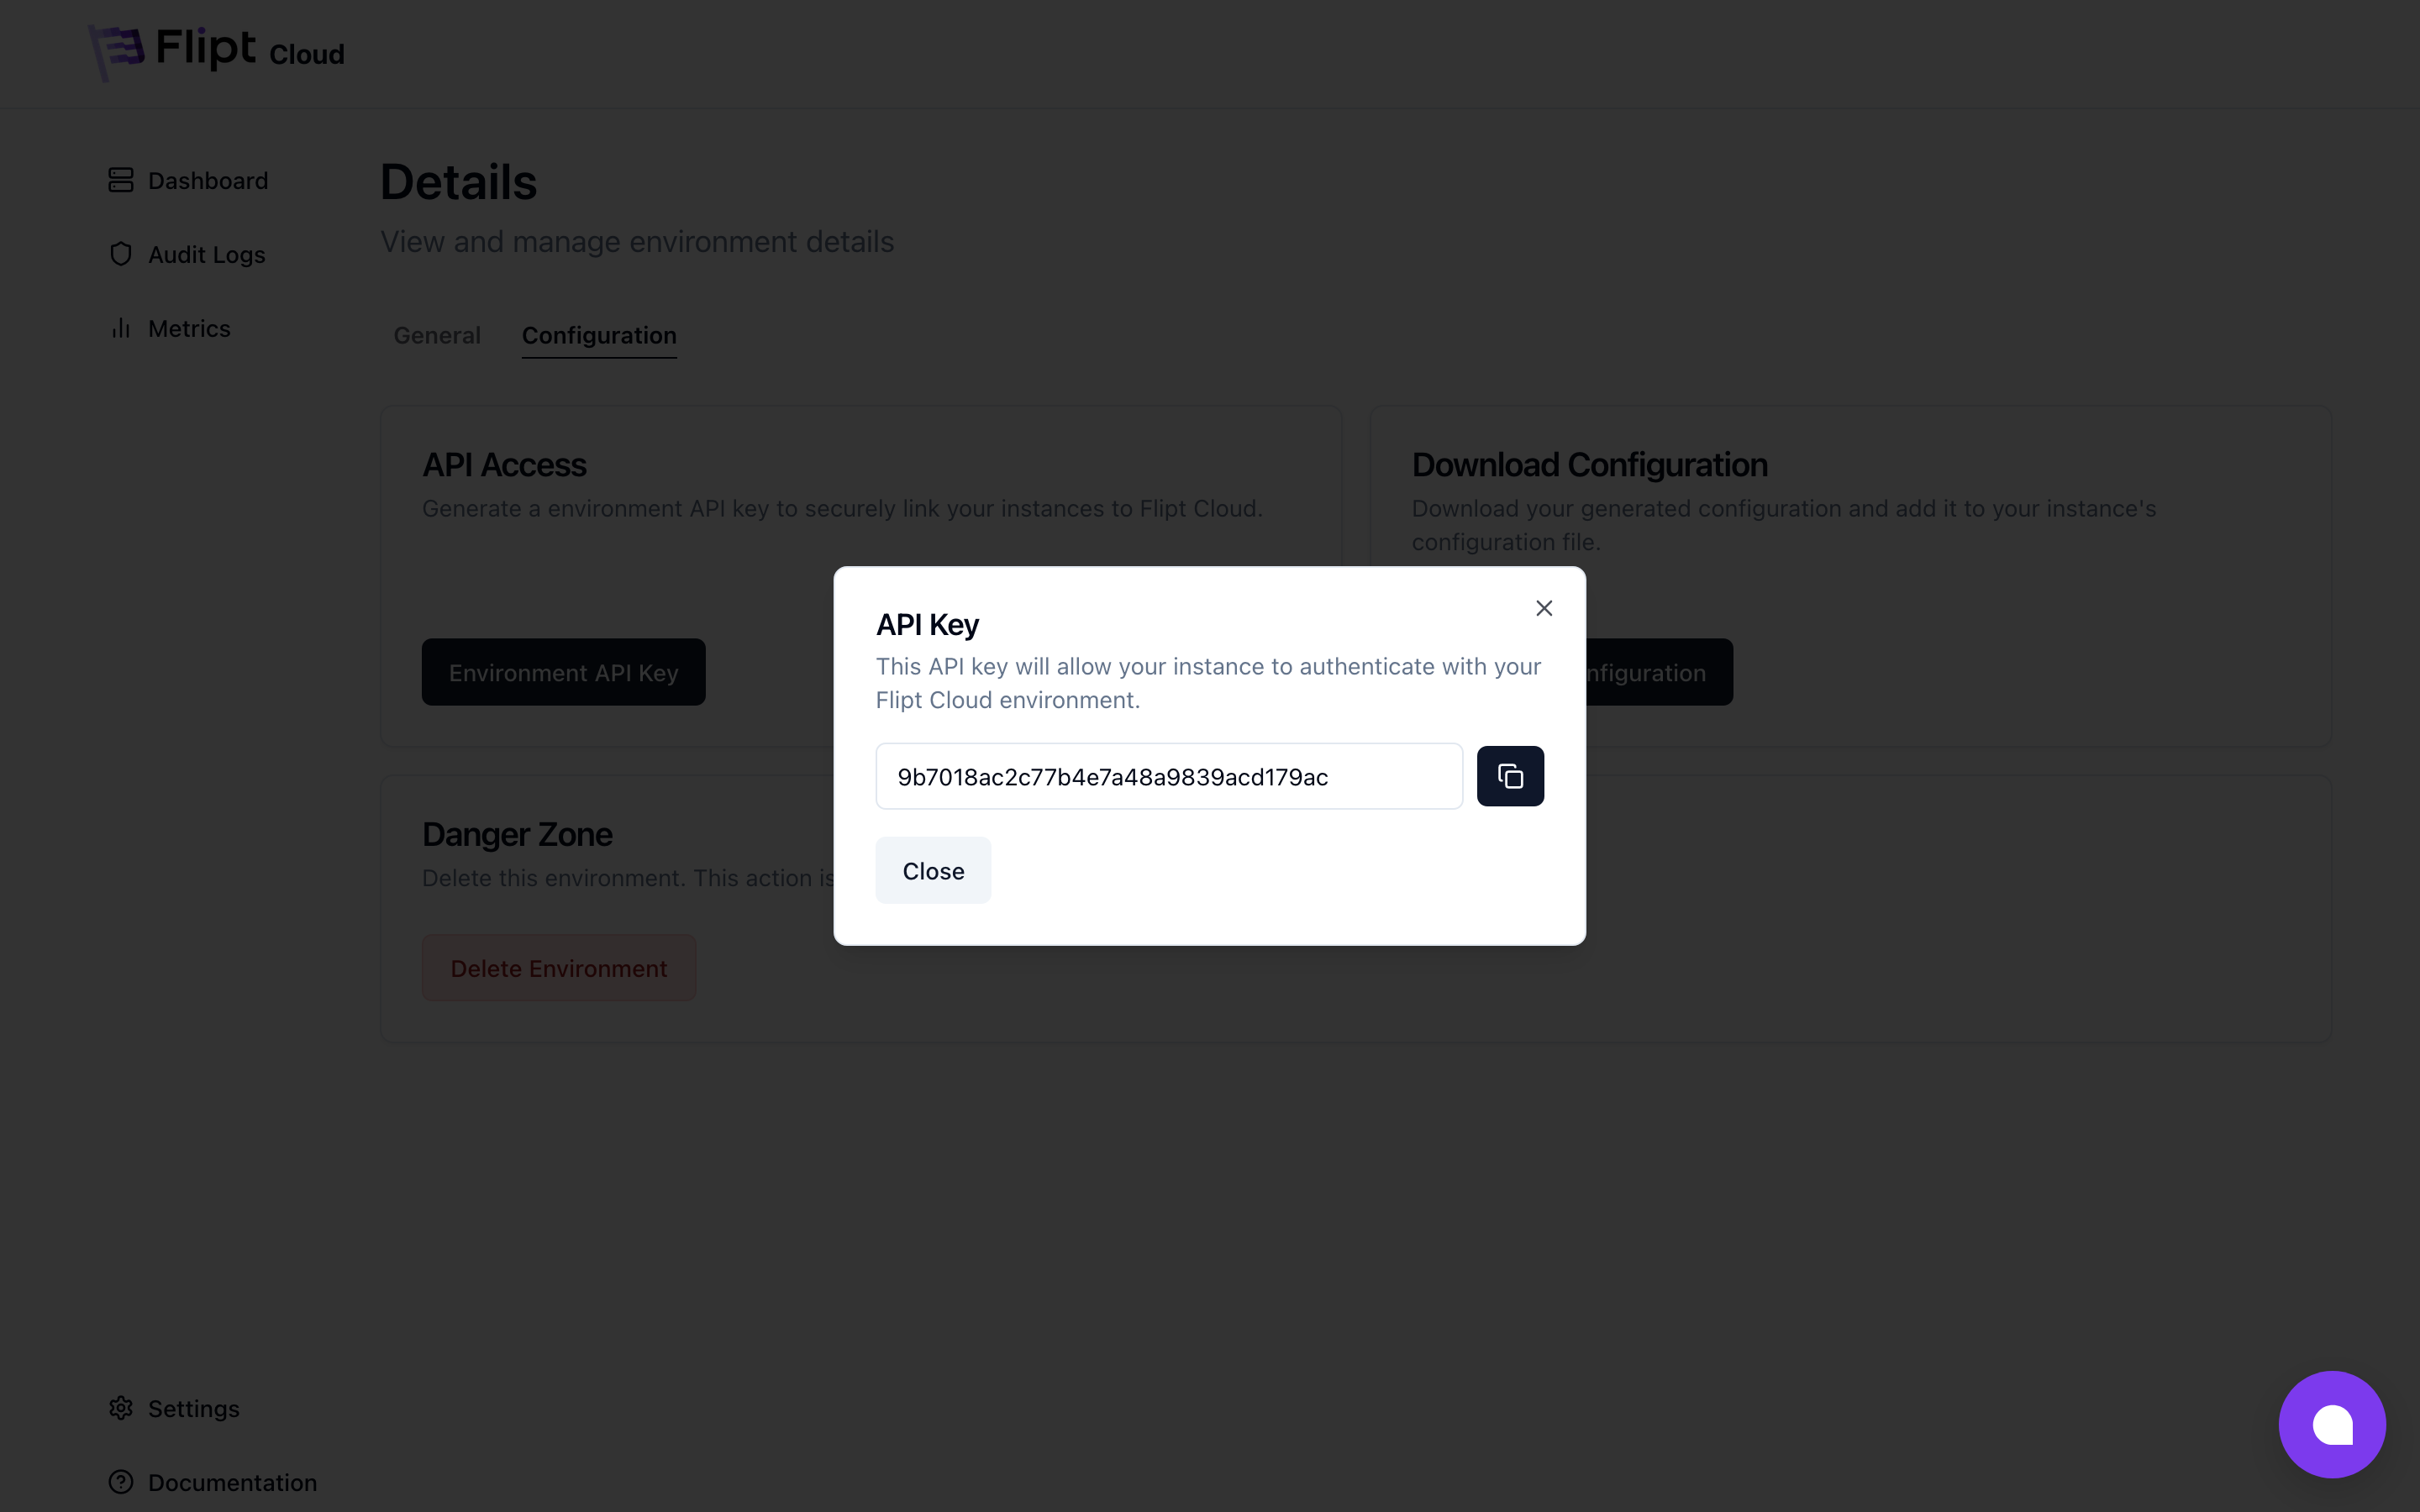 Flipt Cloud
Dashboard
Audit Logs
Metrics
Details
View and manage environment details
General
Configuration
API Access
Generate a environment API key to securely link your instances to Flipt Cloud.
Environment API Key
Download Configuration
Download your generated configuration and add it to your instance's
configuration file.
nfiguration
API Key
This API key will allow your instance to authenticate with your
Flipt Cloud environment.
9b7018ac2c77b4e7a48a9839acd179ac
Close
Danger Zone
Delete this environment. This action is
Delete Environment
Settings
Documentation